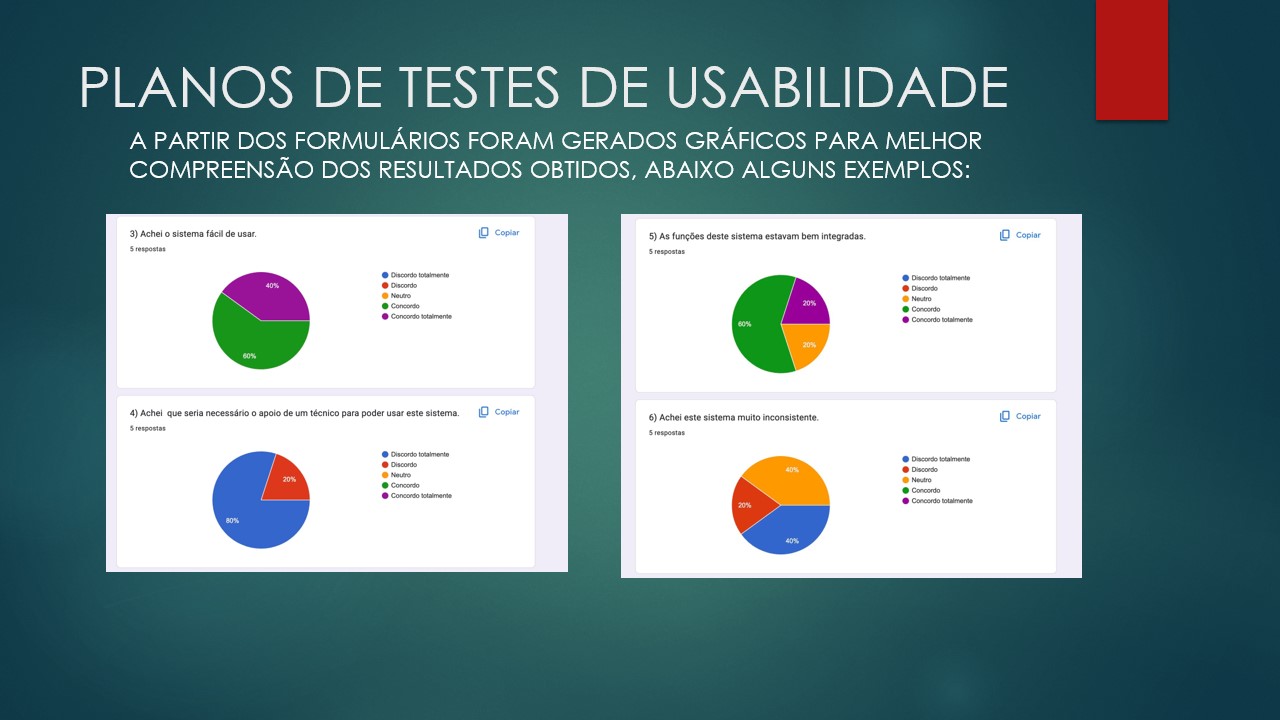 PLANOS DE TESTES DE USABILIDADE
A PARTIR DOS FORMULÁRIOS FORAM GERADOS GRÁFICOS PARA MELHOR
COMPREENSÃO DOS RESULTADOS OBTIDOS, ABAIXO ALGUNS EXEMPLOS:
3) Achei o sistema fácil de usar.
Copiar
5 respostas
Discordo totalmente
Discordo
Neutro
Concordo
Concordo totalmente
40%
60%
4) Achei  que seria necessário o apoio de um técnico para poder usar este sistema.
Copiar
5 respostas
Discordo totalmente
Discordo
Neutro
Concordo
Concordo totalmente
20%
80%
5) As funções deste sistema estavam bem integradas.
Copiar
5 respostas
Discordo totalmente
Discordo
Neutro
Concordo
Concordo totalmente
20%
60%
20%
6) Achei este sistema muito inconsistente.
Copiar
5 respostas
Discordo totalmente
Discordo
Neutro
Concordo
Concordo totalmente
40%
20%
40%